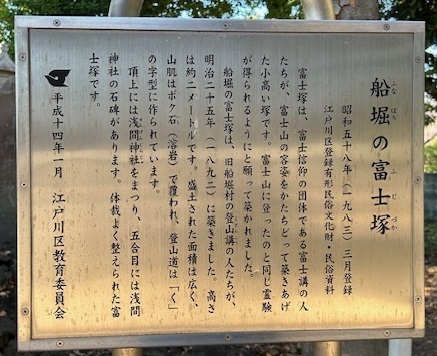 船堀の富士塚
ふなぼり ふじづか
昭和五十八年(一九八三)三月登録
江戸川区登録有形民俗文化財・民俗資料
富士塚は、富士信仰の団体である富士講の人
たちが、富士山の容姿をかたちどって築きあげ
た小高い塚です。富士山に登ったのと同じ霊験
が得られるようにと願って築かれました。
船堀の富士塚は、旧船堀村の登山講の人たちが、
明治二十五年(一八九二)に築きました。高さ
は約二メートルです。盛土された面積は広く、
山肌はボク石(溶岩)で覆われ、登山道は「く」
の字型に作られています。
頂上には浅間神社をまつり、五合目には浅間
神社の石碑があります。体裁よく整えられた富
士塚です。
平成十四年一月 江戸川区教育委員会